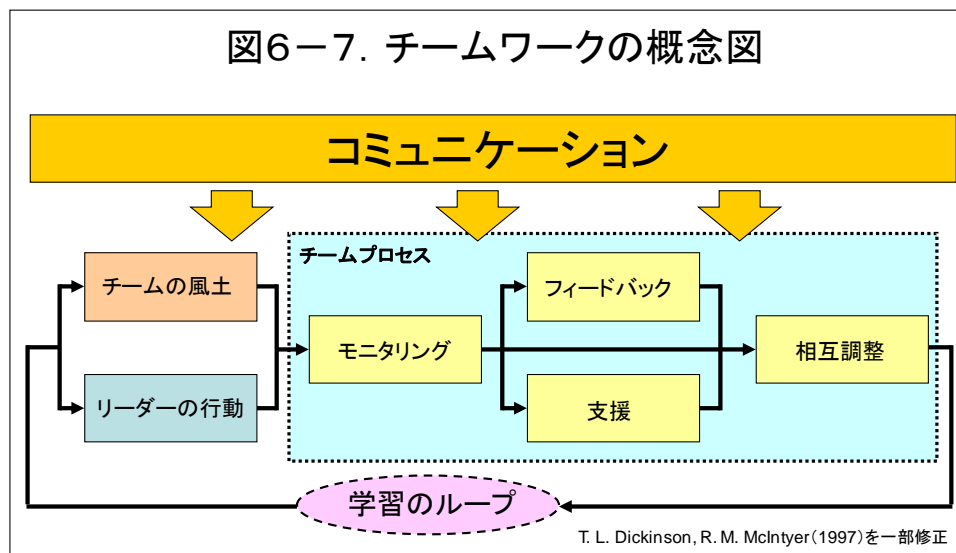 図6－7．チームワークの概念図
コミュニケーション
チームプロセス
チームの風土
フィードバック
モニタリング
相互調整
リーダーの行動
支援
学習のループ
T. L. Dickinson, R. M. McIntyer（1997）を一部修正